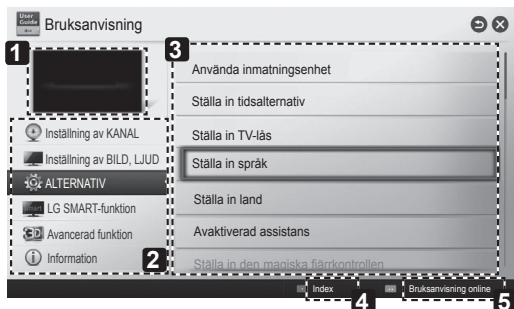 User Guide
Bruksanvisning
1
3
Använda inmatningsenhet
Ställa in tidsalternativ
Ställa in TV-lås
Ställa in språk
Ställa in land
Avaktiverad assistans
Ställa in den magiska fjärrkontrollen
Inställning av KANAL
Inställning av BILD, LJUD
ALTERNATIV
LG SMART-funktion
3D Avancerad funktion
Information
2
Index
4
Bruksanvisning online
5